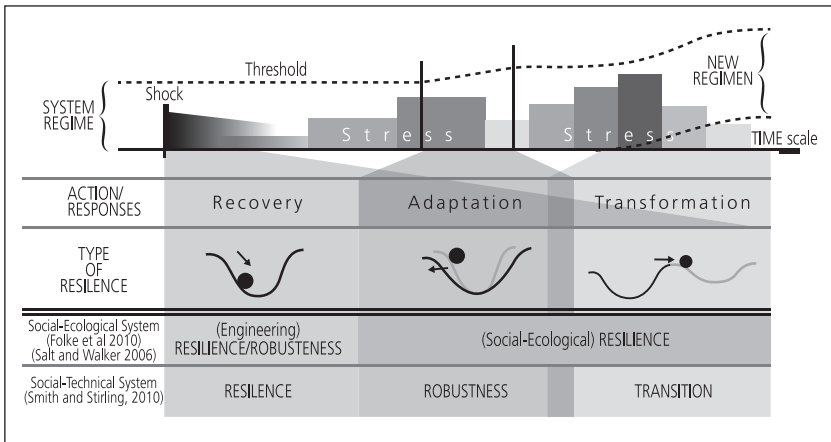 Threshold
NEW
REGIMEN
SYSTEM
REGIME
Shock
Stress
Stress
TIME scale
ACTION/
RESPONSES
Recovery
Adaptation
Transformation
TYPE
OF
RESILENCE
Social-Ecological System
(Folke et al 2010)
(Salt and Walker 2006)
(Engineering)
RESILIENCE/ROBUSTENESS
(Social-Ecological) RESILIENCE
Social-Technical System
(Smith and Stirling, 2010)
RESILENCE
ROBUSTNESS
TRANSITION